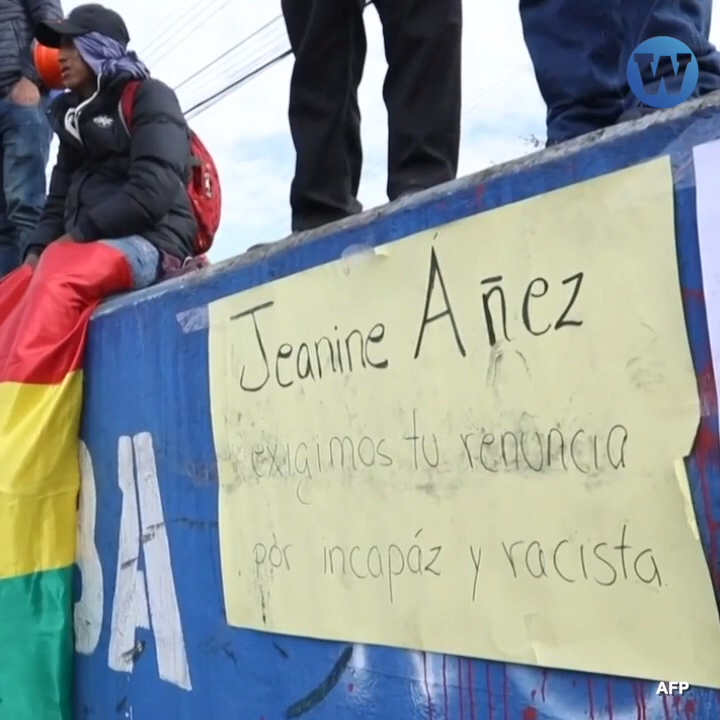 W
Jeanine Áñez
exigimos tu renuncia
por incapáz y racista
BA
AFP